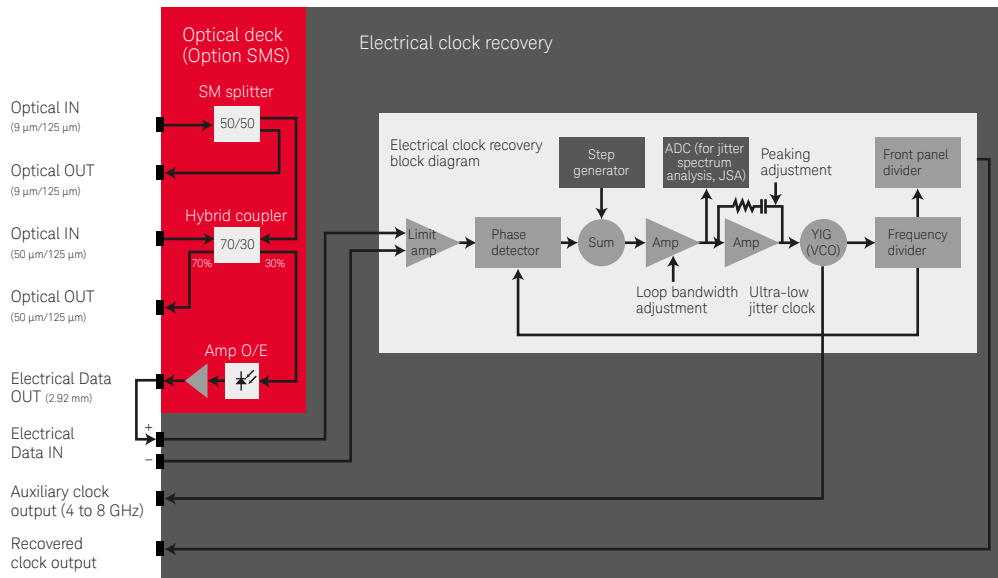 Optical deck
(Option SMS)
Electrical clock recovery
SM splitter
50/50
Optical IN
(9 µm/125 µm)
Optical OUT
(9 µm/125 µm)
Hybrid coupler
70/30
70%
30%
Optical IN
(50 µm/125 µm)
Optical OUT
(50 µm/125 µm)
Amp O/E
Electrical Data
OUT (2.92 mm)
+
Electrical
Data IN
–
Auxiliary clock
output (4 to 8 GHz)
Recovered
clock output
Electrical clock recovery
block diagram
Step
generator
ADC (for jitter
spectrum
analysis, JSA)
Peaking
adjustment
Front panel
divider
Limit
amp
Phase
detector
Sum
Amp
Amp
YIG
(VCO)
Frequency
divider
Loop bandwidth
adjustment
Ultra-low
jitter clock